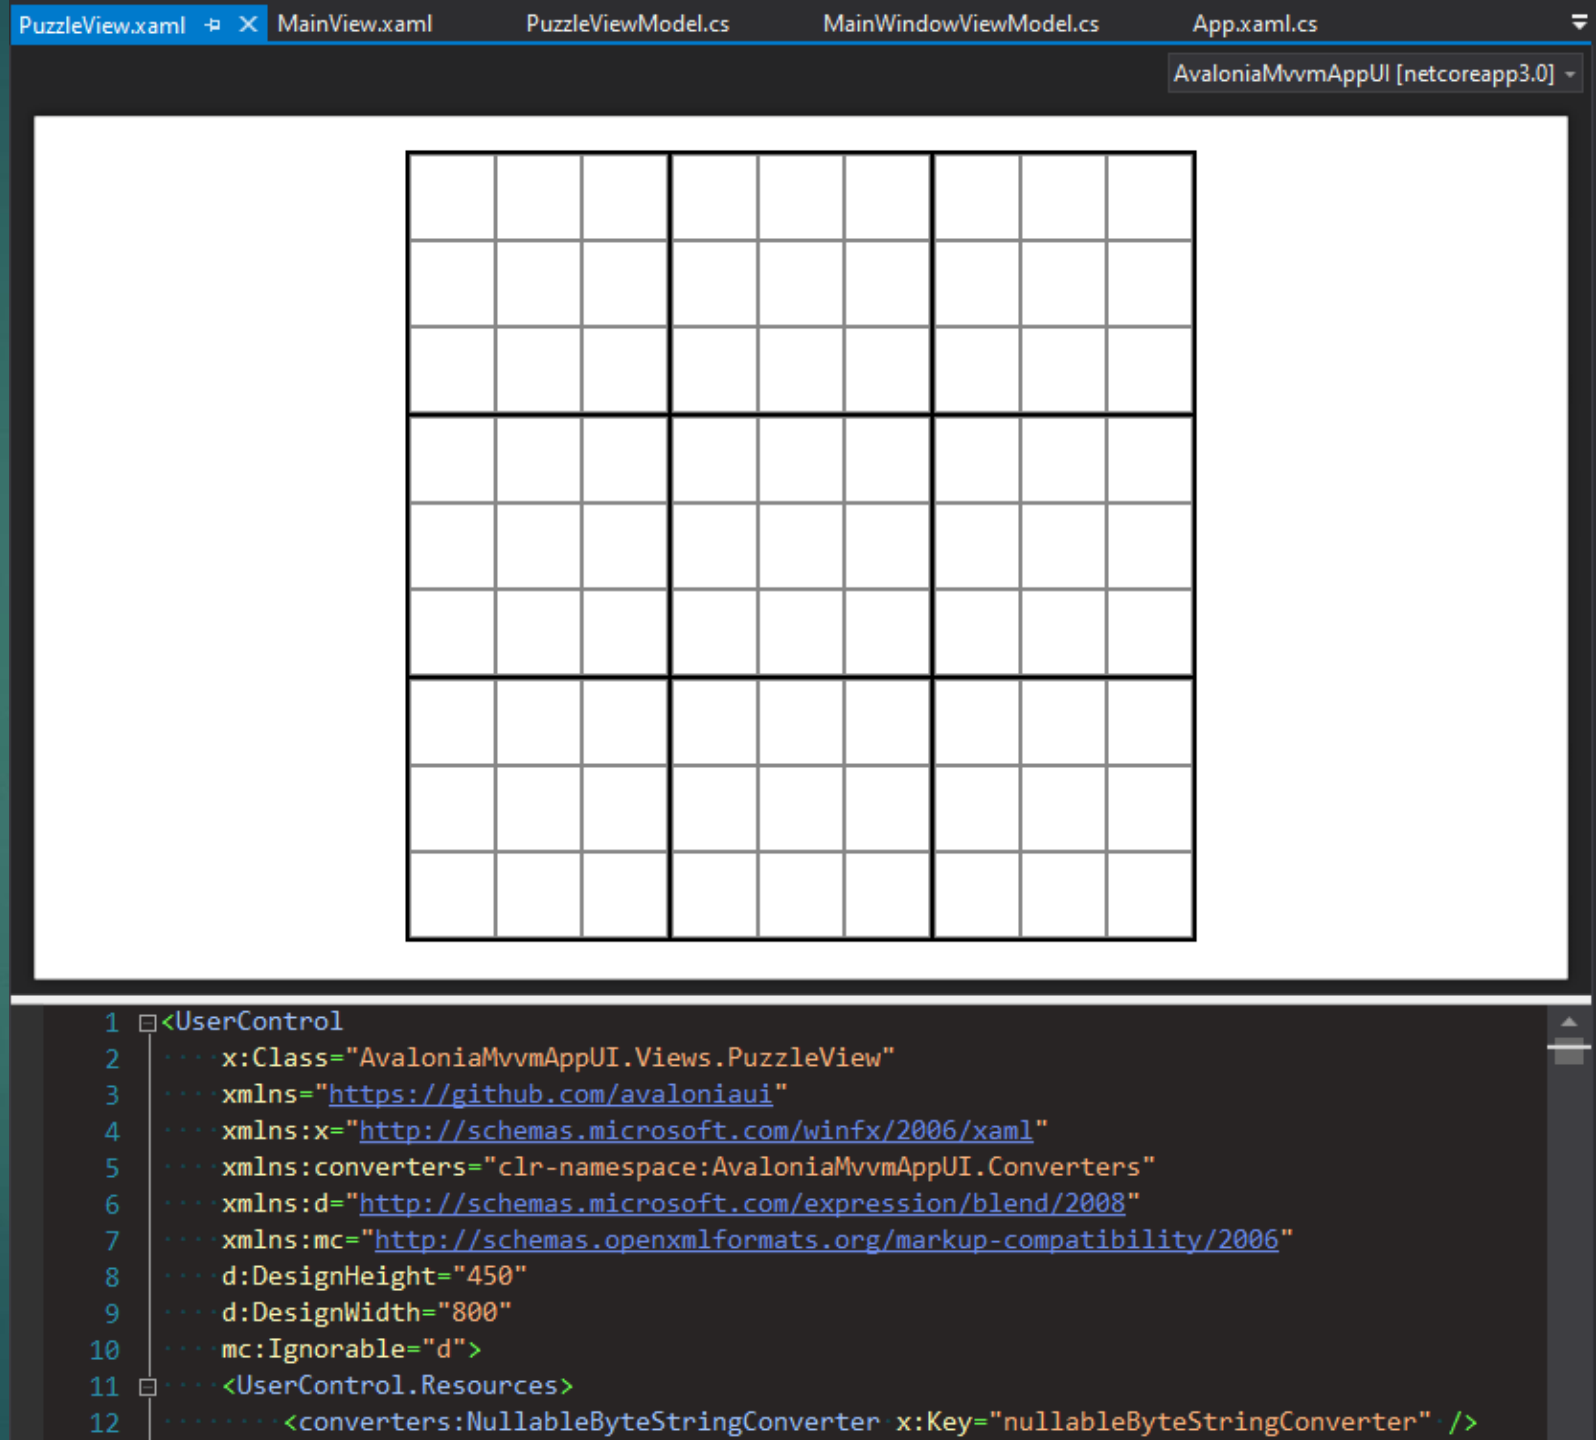 PuzzleView.xaml MainView.xaml PuzzleViewModel.cs MainWindowViewModel.cs App.xaml.cs
AvaloniaMvvmAppUI [netcoreapp3.0]
1 <UserControl
2 x:Class="AvaloniaMvvmAppUI.Views.PuzzleView"
3 xmlns="https://github.com/avaloniaui"
4 xmlns:x="http://schemas.microsoft.com/winfx/2006/xaml"
5 xmlns:converters="clr-namespace:AvaloniaMvvmAppUI.Converters"
6 xmlns:d="http://schemas.microsoft.com/expression/blend/2008"
7 xmlns:mc="http://schemas.openxmlformats.org/markup-compatibility/2006"
8 d:DesignHeight="450"
9 d:DesignWidth="800"
10 mc:Ignorable="d">
11 <UserControl.Resources>
12 <converters:NullableByteStringConverter x:Key="nullableByteStringConverter" />